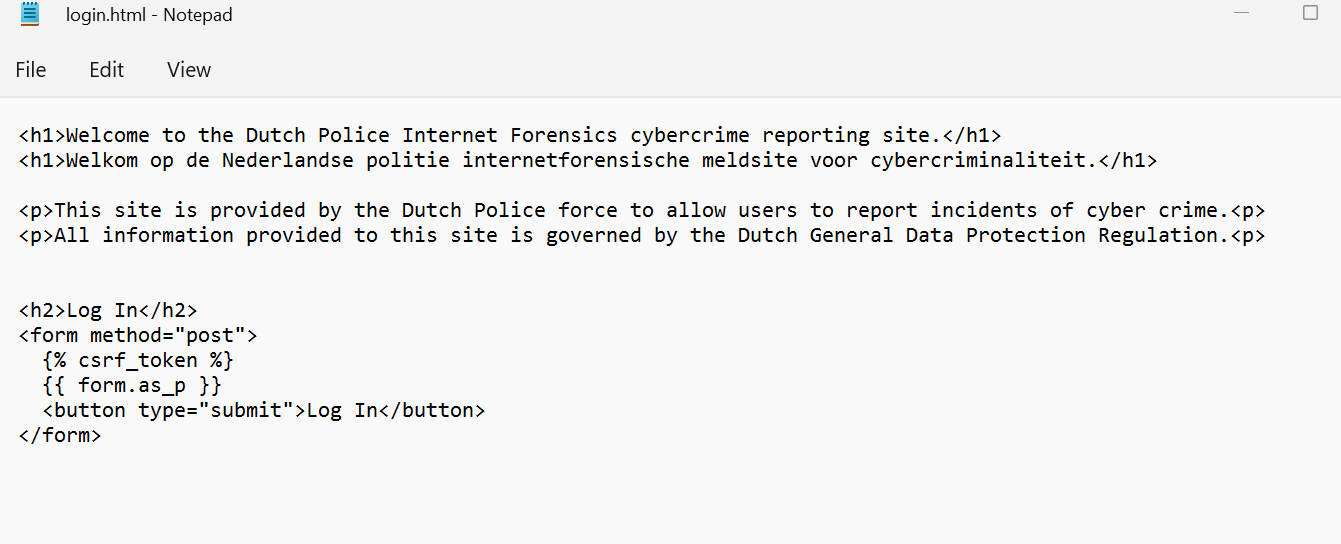 login.html - Notepad
File Edit View
<h1>Welcome to the Dutch Police Internet Forensics cybercrime reporting site.</h1>
<h1>Welkom op de Nederlandse politie internetforensische meldsite voor cybercriminaliteit.</h1>
<p>This site is provided by the Dutch Police force to allow users to report incidents of cyber crime.<p>
<p>All information provided to this site is governed by the Dutch General Data Protection Regulation.<p>
<h2>Log In</h2>
<form method="post">
  {% csrf_token %}
  {{ form.as_p }}
  <button type="submit">Log In</button>
</form>